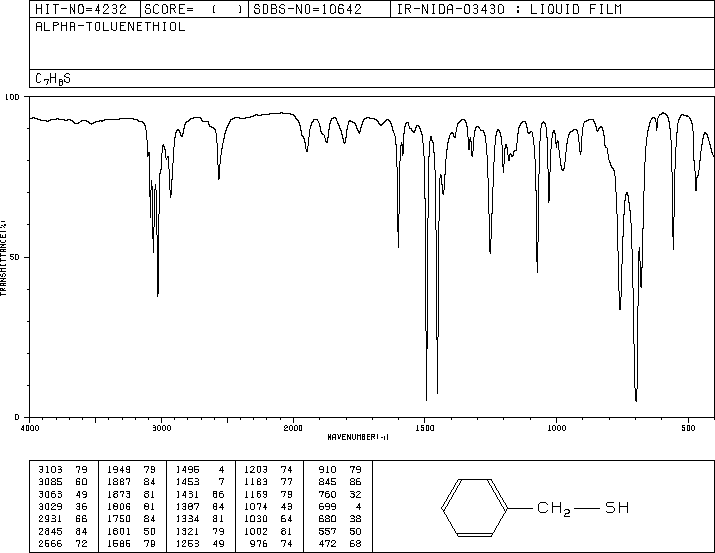 HIT-NO=4232 SCORE= ( ) SDBS-NO=10642 IR-NIDA-03430 : LIQUID FILM
ALPHA-TOLUENETHIOL
C7H8S
100
50
0
TRANSMITTANCE(%)
4000 3000 2000 1500 1000 500
WAVENUMBER(-1)
3103 79 1949 79 1496 4 1203 74 910 79
3085 60 1887 84 1453 7 1183 77 845 86
3063 49 1873 81 1431 66 1169 79 760 32
3029 36 1806 81 1387 84 1074 43 699 4
2931 66 1750 84 1334 81 1030 64 680 38
2845 84 1601 50 1321 79 1002 81 557 50
2566 72 1585 79 1253 49 976 74 472 68
CH2 SH